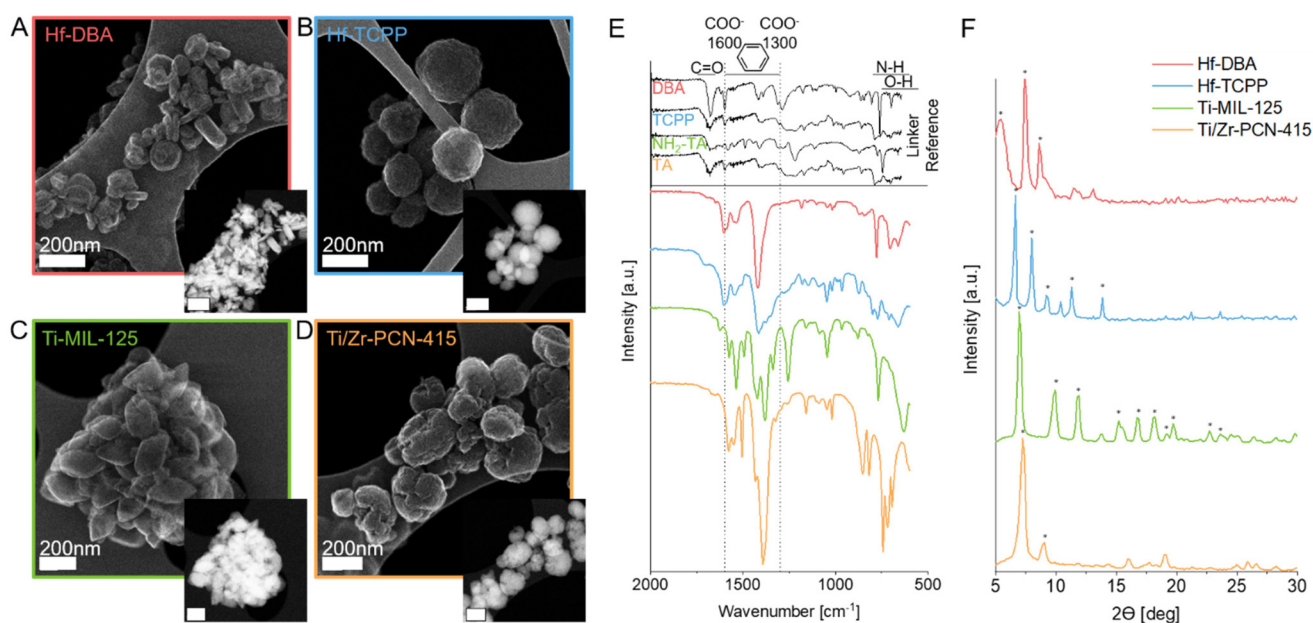 A
Hf-DBA
200nm
B
Hf-TCPP
200nm
C
Ti-MIL-125
200nm
D
Ti/Zr-PCN-415
200nm
E
COO⁻ COO⁻
1600 1300
C=O N-H
O-H
DBA
TCPP
NH₂-TA
TA
Linker
Reference
Intensity [a.u.]
2000 1500 1000 500
Wavenumber [cm⁻¹]
F
Hf-DBA
Hf-TCPP
Ti-MIL-125
Ti/Zr-PCN-415
* * *
* * * * *
* * * * * * * * *
* *
Intensity [a.u.]
5 10 15 20 25 30
2Θ [deg]